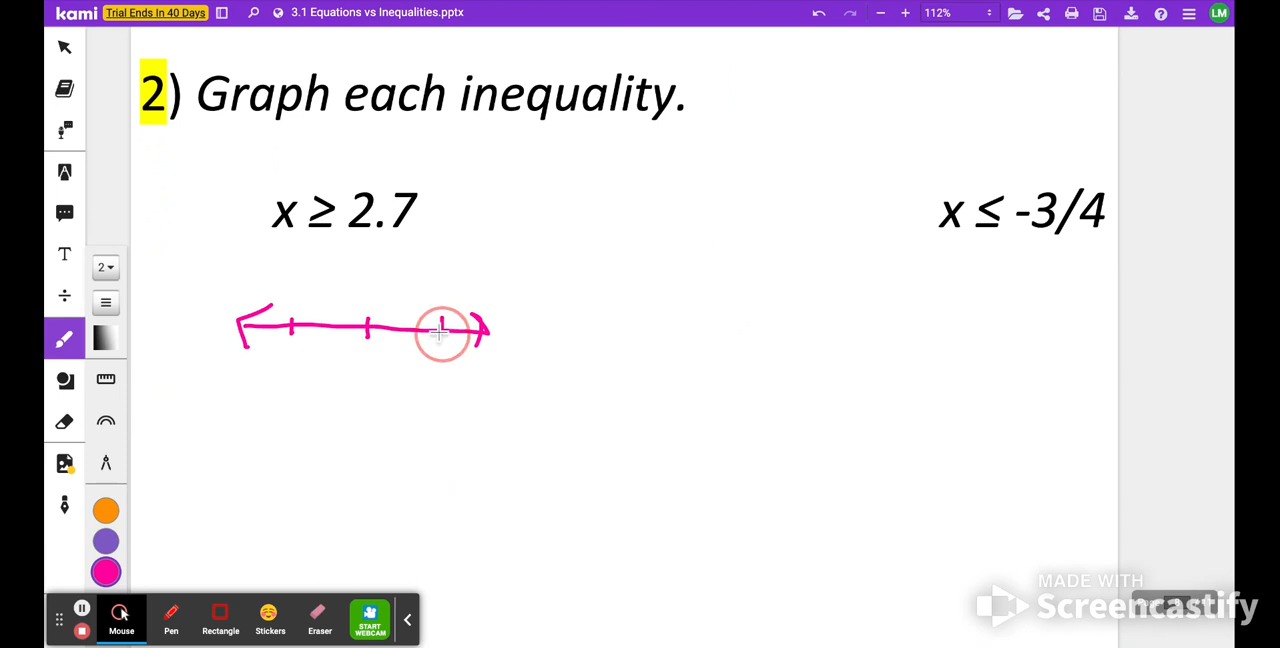 kami Trial Ends In 40 Days 3.1 Equations vs Inequalities.pptx 112% LM
2) Graph each inequality.
x ≥ 2.7
x ≤ -3/4
T
2
MADE WITH
Screencastify
Mouse Pen Rectangle Stickers Eraser START WEBCAM